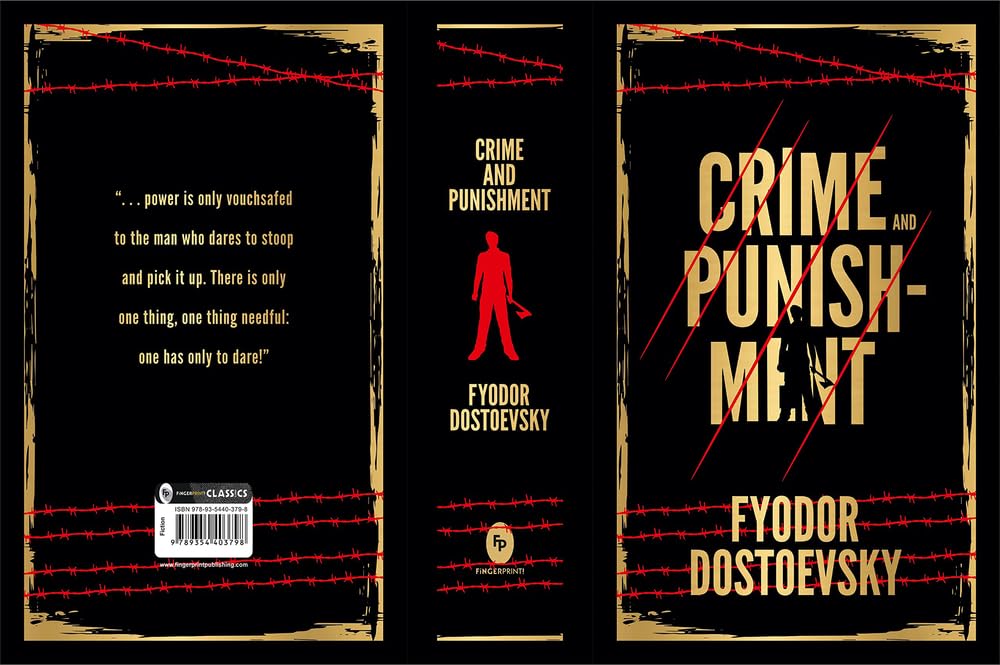 “. . . power is only vouchsafed
to the man who dares to stoop
and pick it up. There is only
one thing, one thing needful:
one has only to dare!”
FP FiNGERPRINT CLASSICS
ISBN 978-93-5440-379-8
Fiction
9 789354 403798
www.fingerprintpublishing.com
CRIME
AND
PUNISHMENT
FYODOR
DOSTOEVSKY
FP
FiNGERPRINT!
CRIME AND
PUNISH-
MENT
FYODOR
DOSTOEVSKY